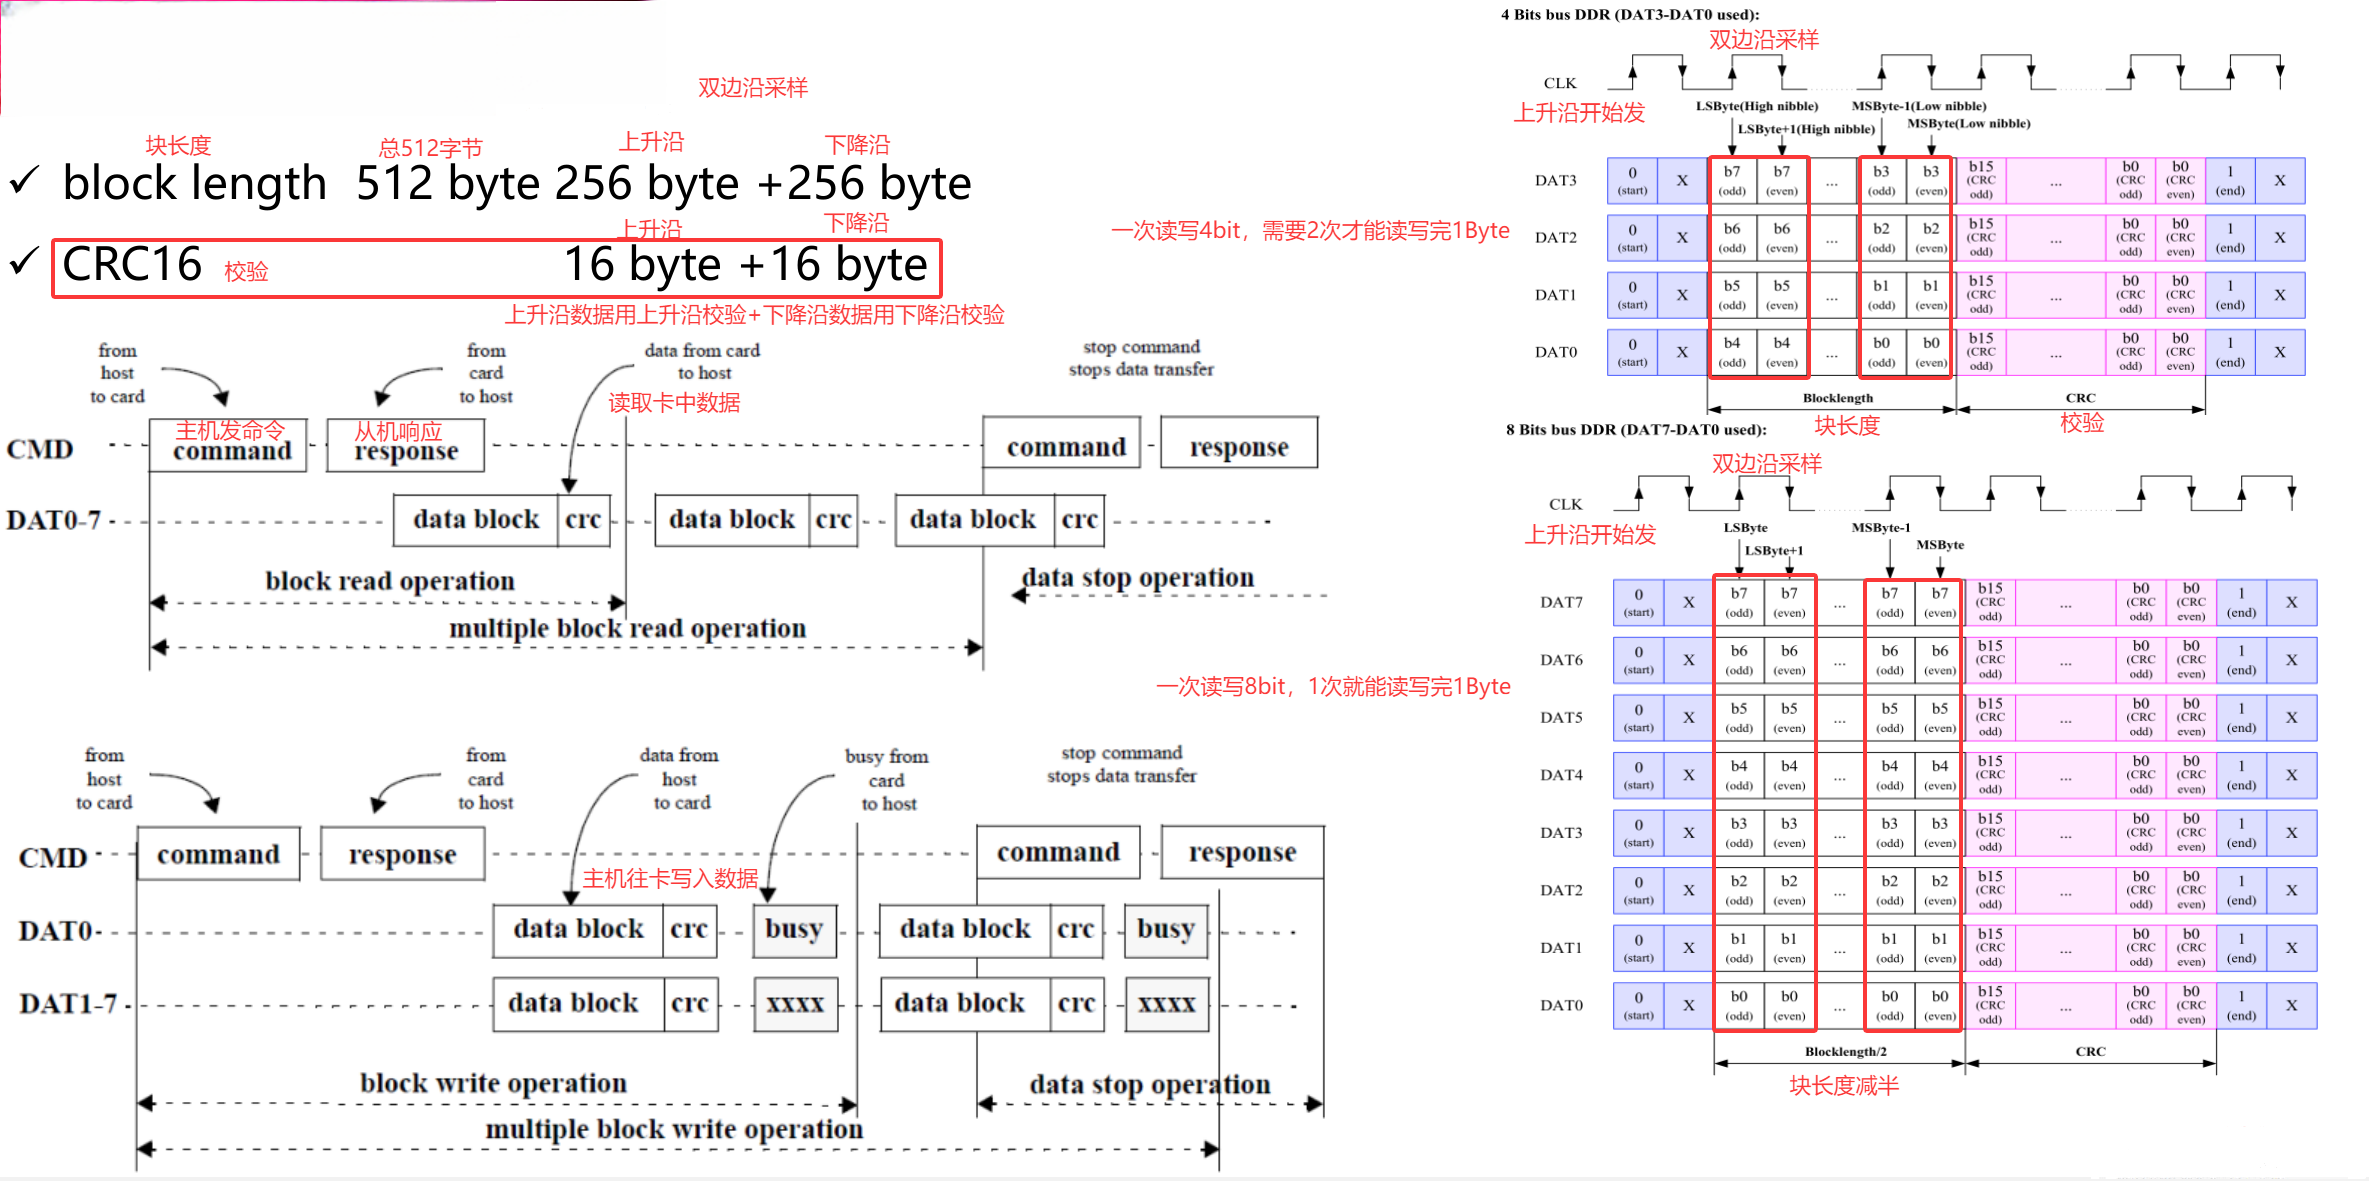 双边沿采样
块长度 总512字节 上升沿 下降沿
✓ block length 512 byte 256 byte +256 byte
上升沿 下降沿
✓ CRC16 校验 16 byte +16 byte
上升沿数据用上升沿校验+下降沿数据用下降沿校验
from host to card
from card to host
data from card to host
stop command stops data transfer
读取卡中数据
主机发命令 从机响应
CMD command response command response
DAT0-7 data block crc data block crc data block crc
block read operation
data stop operation
multiple block read operation
from host to card
from card to host
data from host to card
busy from card to host
stop command stops data transfer
CMD command response command response
主机往卡写入数据
DAT0 data block crc busy data block crc busy
DAT1-7 data block crc xxxx data block crc xxxx
block write operation
data stop operation
multiple block write operation
4 Bits bus DDR (DAT3-DAT0 used):
双边沿采样
CLK
上升沿开始发
LSByte(High nibble) MSByte-1(Low nibble)
LSByte+1(High nibble) MSByte(Low nibble)
一次读写4bit，需要2次才能读写完1Byte
DAT3 0 (start) X b7 (odd) b7 (even) ... b3 (odd) b3 (even) b15 (CRC odd) ... b0 (CRC odd) b0 (CRC even) 1 (end) X
DAT2 0 (start) X b6 (odd) b6 (even) ... b2 (odd) b2 (even) b15 (CRC odd) ... b0 (CRC odd) b0 (CRC even) 1 (end) X
DAT1 0 (start) X b5 (odd) b5 (even) ... b1 (odd) b1 (even) b15 (CRC odd) ... b0 (CRC odd) b0 (CRC even) 1 (end) X
DAT0 0 (start) X b4 (odd) b4 (even) ... b0 (odd) b0 (even) b15 (CRC odd) ... b0 (CRC odd) b0 (CRC even) 1 (end) X
Blocklength CRC
块长度 校验
8 Bits bus DDR (DAT7-DAT0 used):
双边沿采样
CLK
上升沿开始发
LSByte MSByte-1
LSByte+1 MSByte
一次读写8bit，1次就能读写完1Byte
DAT7 0 (start) X b7 (odd) b7 (even) ... b7 (odd) b7 (even) b15 (CRC odd) ... b0 (CRC odd) b0 (CRC even) 1 (end) X
DAT6 0 (start) X b6 (odd) b6 (even) ... b6 (odd) b6 (even) b15 (CRC odd) ... b0 (CRC odd) b0 (CRC even) 1 (end) X
DAT5 0 (start) X b5 (odd) b5 (even) ... b5 (odd) b5 (even) b15 (CRC odd) ... b0 (CRC odd) b0 (CRC even) 1 (end) X
DAT4 0 (start) X b4 (odd) b4 (even) ... b4 (odd) b4 (even) b15 (CRC odd) ... b0 (CRC odd) b0 (CRC even) 1 (end) X
DAT3 0 (start) X b3 (odd) b3 (even) ... b3 (odd) b3 (even) b15 (CRC odd) ... b0 (CRC odd) b0 (CRC even) 1 (end) X
DAT2 0 (start) X b2 (odd) b2 (even) ... b2 (odd) b2 (even) b15 (CRC odd) ... b0 (CRC odd) b0 (CRC even) 1 (end) X
DAT1 0 (start) X b1 (odd) b1 (even) ... b1 (odd) b1 (even) b15 (CRC odd) ... b0 (CRC odd) b0 (CRC even) 1 (end) X
DAT0 0 (start) X b0 (odd) b0 (even) ... b0 (odd) b0 (even) b15 (CRC odd) ... b0 (CRC odd) b0 (CRC even) 1 (end) X
Blocklength/2 CRC
块长度减半